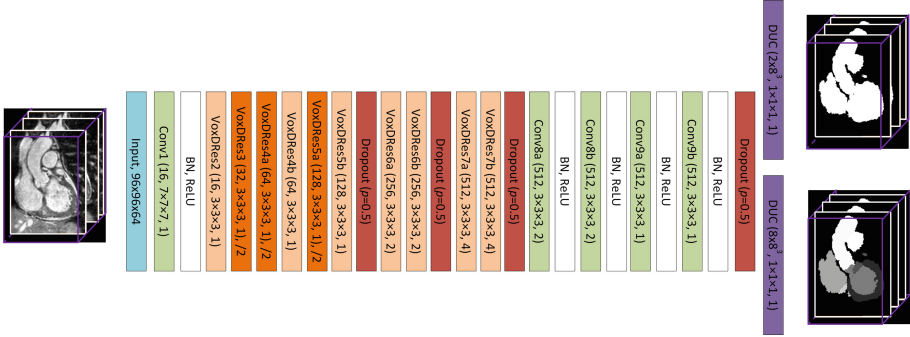 Input, 96x96x64
Conv1 (16, 7×7×7, 1)
BN, ReLU
VoxDRes2 (16, 3×3×3, 1)
VoxDRes3 (32, 3×3×3, 1), /2
VoxDRes4a (64, 3×3×3, 1), /2
VoxDRes4b (64, 3×3×3, 1)
VoxDRes5a (128, 3×3×3, 1), /2
VoxDRes5b (128, 3×3×3, 1)
Dropout (p=0.5)
VoxDRes6a (256, 3×3×3, 2)
VoxDRes6b (256, 3×3×3, 2)
Dropout (p=0.5)
VoxDRes7a (512, 3×3×3, 4)
VoxDRes7b (512, 3×3×3, 4)
Dropout (p=0.5)
Conv8a (512, 3×3×3, 2)
BN, ReLU
Conv8b (512, 3×3×3, 2)
BN, ReLU
Conv9a (512, 3×3×3, 1)
BN, ReLU
Conv9b (512, 3×3×3, 1)
BN, ReLU
Dropout (p=0.5)
DUC (2x8³, 1×1×1, 1)
DUC (8x8³, 1×1×1, 1)